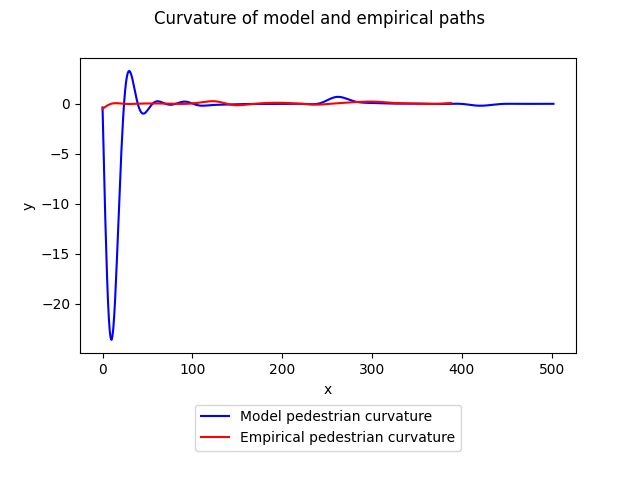 Curvature of model and empirical paths
0
−5
−10
−15
−20
y
0
100
200
300
400
500
x
Model pedestrian curvature
Empirical pedestrian curvature